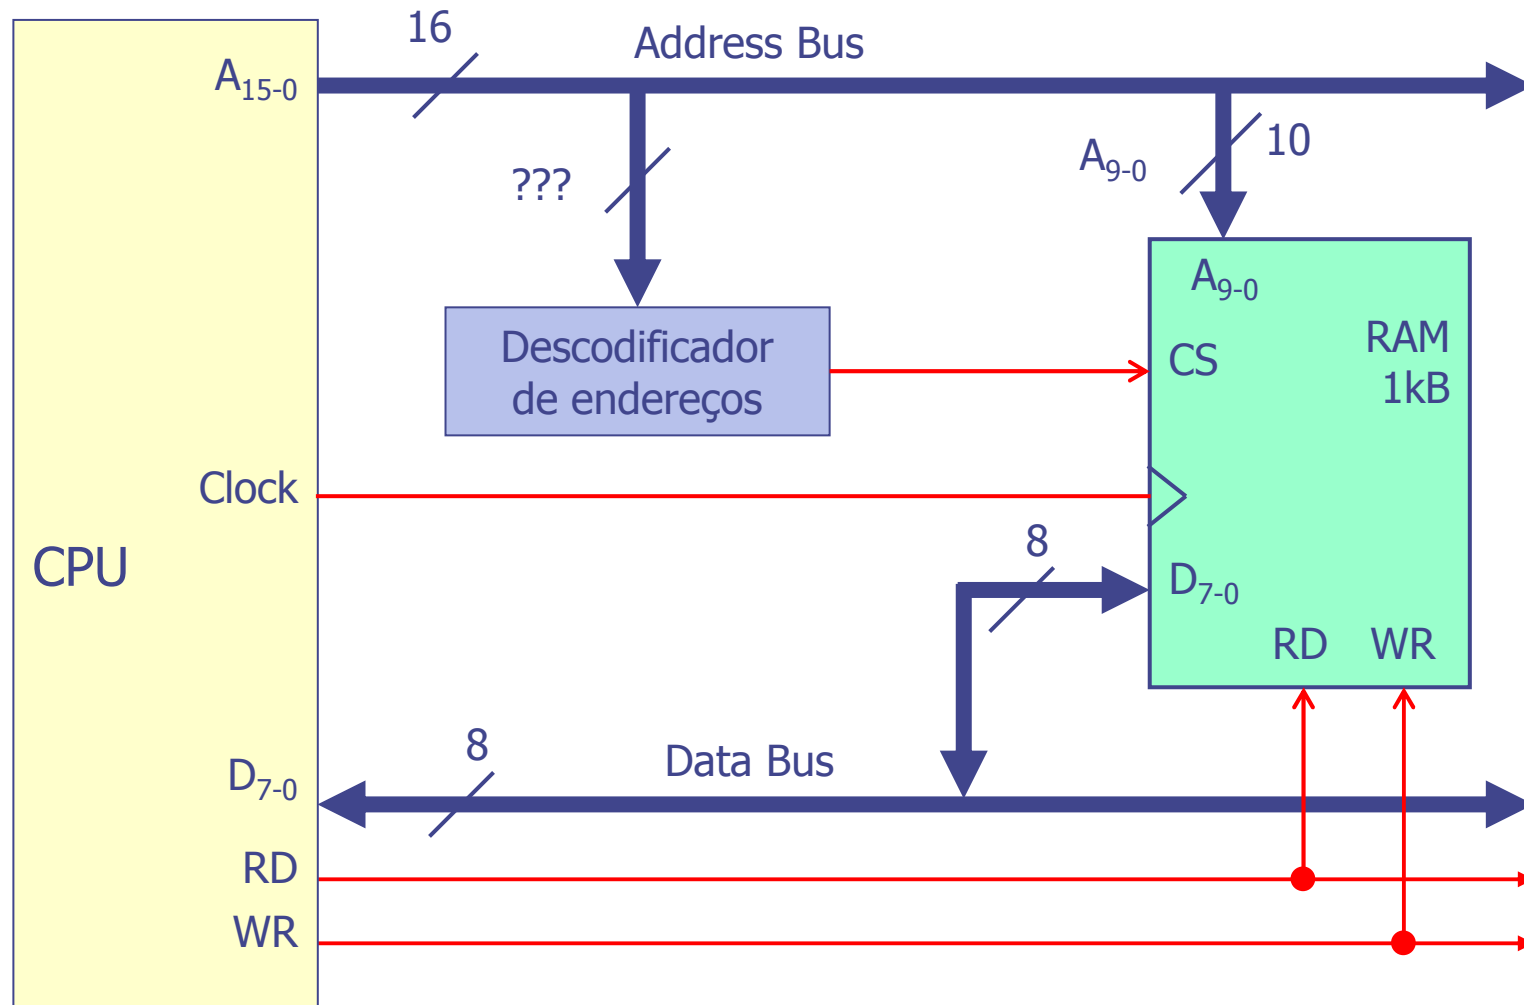 16
Address Bus
A15-0
???
A9-0
10
Descodificador
de endereços
A9-0
CS
RAM
1kB
Clock
CPU
8
D7-0
RD
WR
8
Data Bus
D7-0
RD
WR